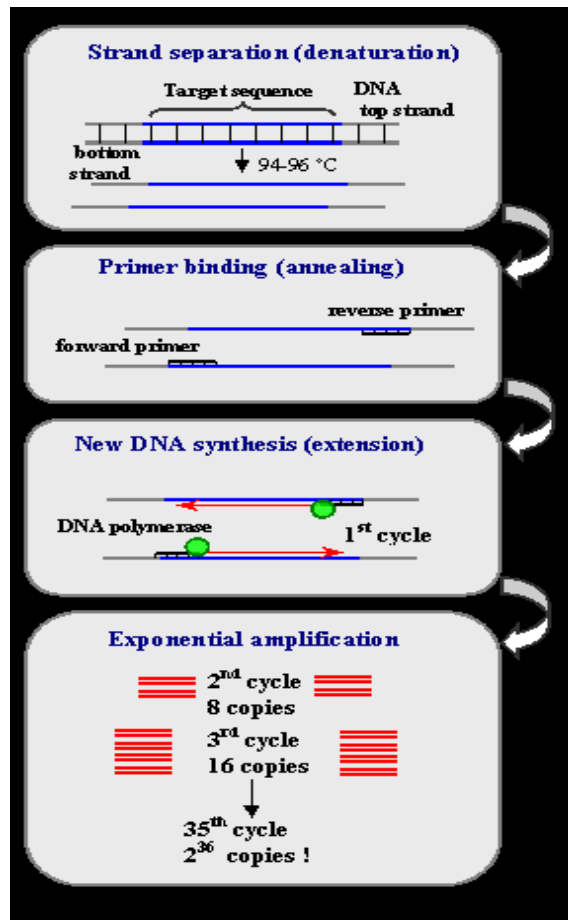 Strand separation (denaturation)
Target sequence
DNA
top strand
bottom
strand
94-96 °C
Primer binding (annealing)
reverse primer
forward primer
New DNA synthesis (extension)
DNA polymerase
1st cycle
Exponential amplification
2nd cycle
8 copies
3rd cycle
16 copies
35th cycle
2^36 copies !